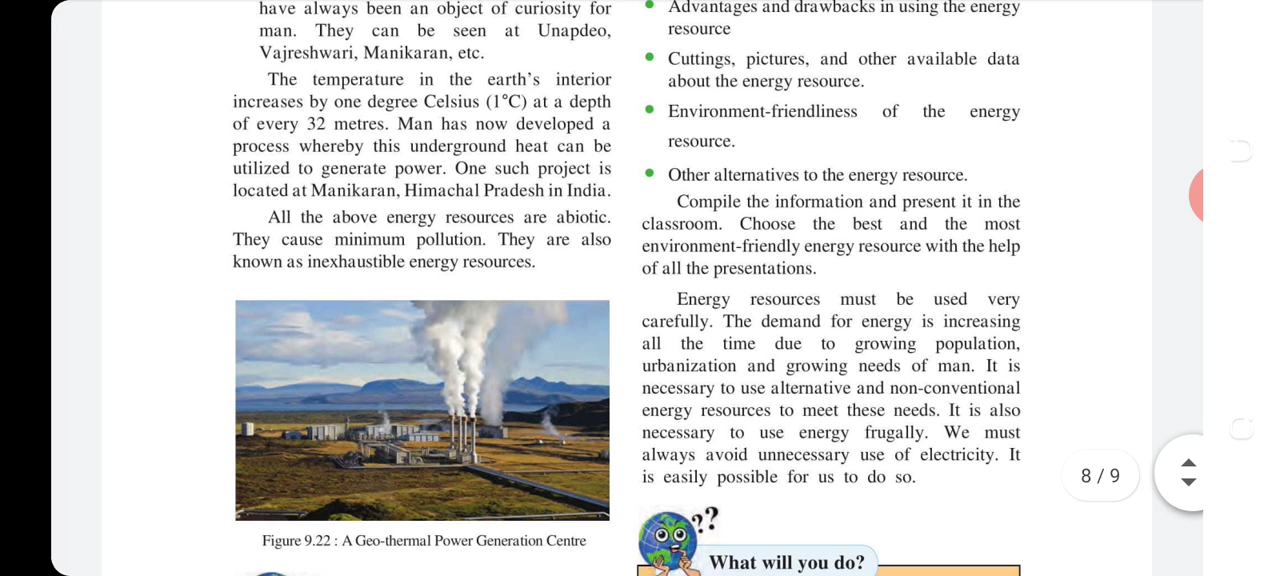 have always been an object of curiosity for
man. They can be seen at Unapdeo,
Vajreshwari, Manikaran, etc.
The temperature in the earth's interior
increases by one degree Celsius (1°C) at a depth
of every 32 metres. Man has now developed a
process whereby this underground heat can be
utilized to generate power. One such project is
located at Manikaran, Himachal Pradesh in India.
All the above energy resources are abiotic.
They cause minimum pollution. They are also
known as inexhaustible energy resources.
Figure 9.22 : A Geo-thermal Power Generation Centre
• Advantages and drawbacks in using the energy
resource
• Cuttings, pictures, and other available data
about the energy resource.
• Environment-friendliness of the energy
resource.
• Other alternatives to the energy resource.
Compile the information and present it in the
classroom. Choose the best and the most
environment-friendly energy resource with the help
of all the presentations.
Energy resources must be used very
carefully. The demand for energy is increasing
all the time due to growing population,
urbanization and growing needs of man. It is
necessary to use alternative and non-conventional
energy resources to meet these needs. It is also
necessary to use energy frugally. We must
always avoid unnecessary use of electricity. It
is easily possible for us to do so.
??
What will you do?
8 / 9